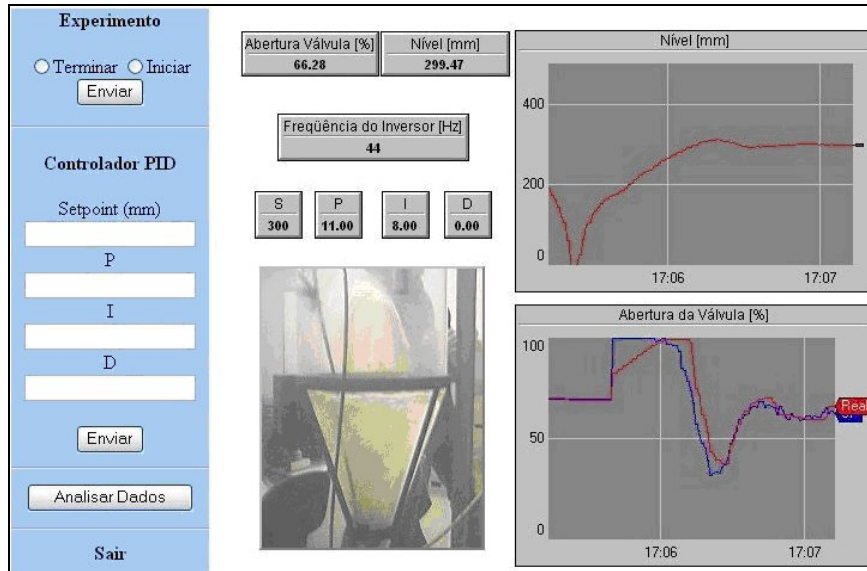 Experimento
Terminar Iniciar
Enviar
Controlador PID
Setpoint (mm)
P
I
D
Enviar
Analisar Dados
Sair
Abertura Válvula [%]
66.28
Nível [mm]
299.47
Freqüência do Inversor [Hz]
44
S P I D
300 11.00 8.00 0.00
Nível [mm]
400
200
0
17:06 17:07
Abertura da Válvula [%]
100
50
0
17:06 17:07
Real